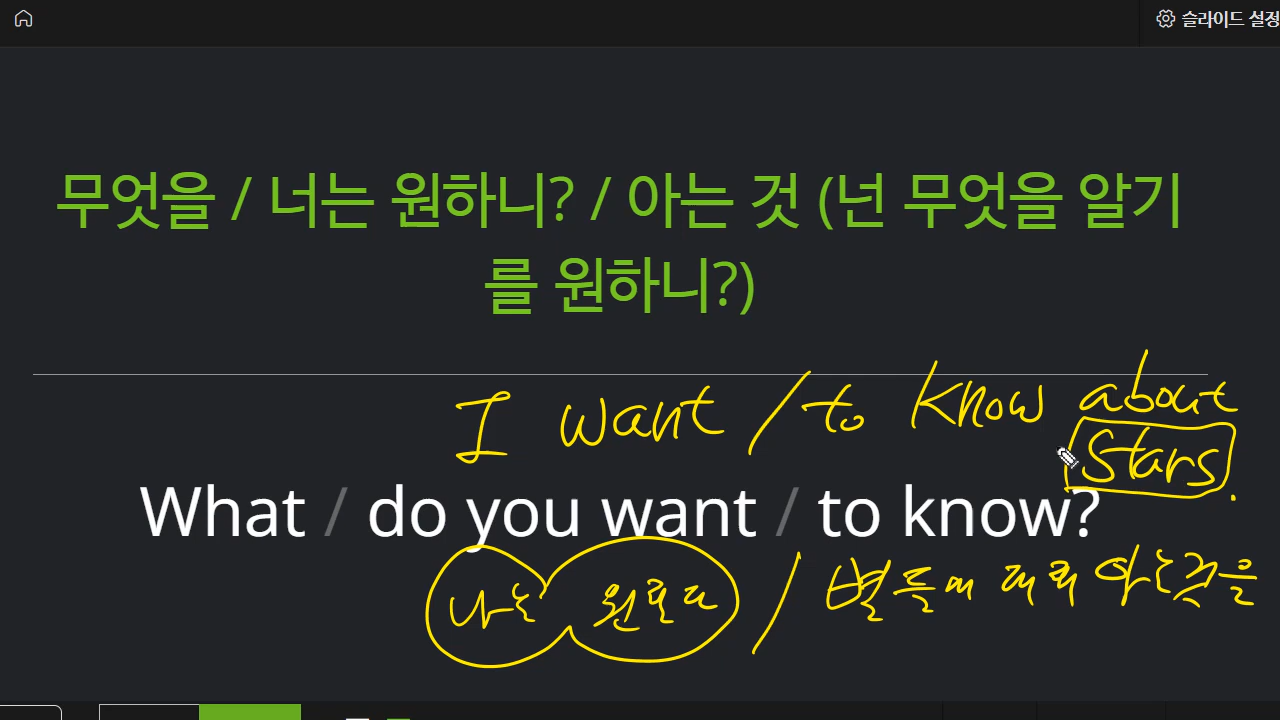 슬라이드 설정
무엇을 / 너는 원하니? / 아는 것 (넌 무엇을 알기
를 원하니?)
I want / to know about
Stars.
What / do you want / to know?
나는 원한다 / 별들에 대해 아는것을